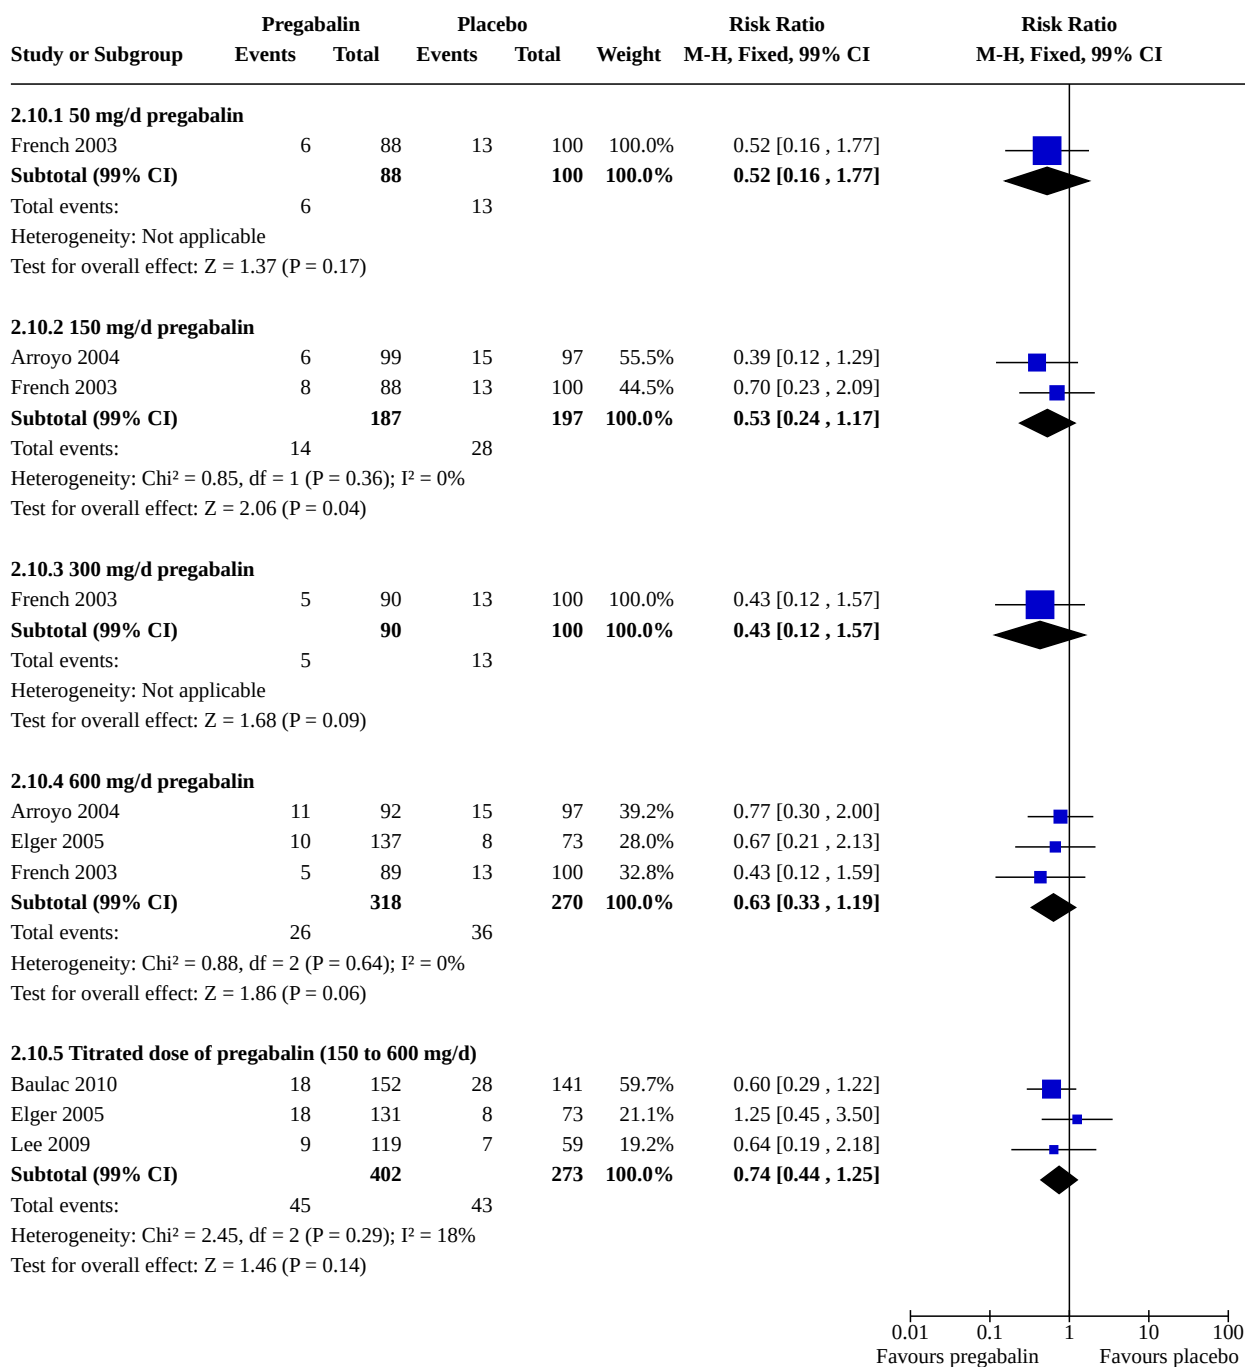 Pregabalin Placebo Risk Ratio Risk Ratio
Study or Subgroup Events Total Events Total Weight M-H, Fixed, 99% CI M-H, Fixed, 99% CI
2.10.1 50 mg/d pregabalin
French 2003 6 88 13 100 100.0% 0.52 [0.16 , 1.77]
Subtotal (99% CI) 88 100 100.0% 0.52 [0.16 , 1.77]
Total events: 6 13
Heterogeneity: Not applicable
Test for overall effect: Z = 1.37 (P = 0.17)
2.10.2 150 mg/d pregabalin
Arroyo 2004 6 99 15 97 55.5% 0.39 [0.12 , 1.29]
French 2003 8 88 13 100 44.5% 0.70 [0.23 , 2.09]
Subtotal (99% CI) 187 197 100.0% 0.53 [0.24 , 1.17]
Total events: 14 28
Heterogeneity: Chi² = 0.85, df = 1 (P = 0.36); I² = 0%
Test for overall effect: Z = 2.06 (P = 0.04)
2.10.3 300 mg/d pregabalin
French 2003 5 90 13 100 100.0% 0.43 [0.12 , 1.57]
Subtotal (99% CI) 90 100 100.0% 0.43 [0.12 , 1.57]
Total events: 5 13
Heterogeneity: Not applicable
Test for overall effect: Z = 1.68 (P = 0.09)
2.10.4 600 mg/d pregabalin
Arroyo 2004 11 92 15 97 39.2% 0.77 [0.30 , 2.00]
Elger 2005 10 137 8 73 28.0% 0.67 [0.21 , 2.13]
French 2003 5 89 13 100 32.8% 0.43 [0.12 , 1.59]
Subtotal (99% CI) 318 270 100.0% 0.63 [0.33 , 1.19]
Total events: 26 36
Heterogeneity: Chi² = 0.88, df = 2 (P = 0.64); I² = 0%
Test for overall effect: Z = 1.86 (P = 0.06)
2.10.5 Titrated dose of pregabalin (150 to 600 mg/d)
Baulac 2010 18 152 28 141 59.7% 0.60 [0.29 , 1.22]
Elger 2005 18 131 8 73 21.1% 1.25 [0.45 , 3.50]
Lee 2009 9 119 7 59 19.2% 0.64 [0.19 , 2.18]
Subtotal (99% CI) 402 273 100.0% 0.74 [0.44 , 1.25]
Total events: 45 43
Heterogeneity: Chi² = 2.45, df = 2 (P = 0.29); I² = 18%
Test for overall effect: Z = 1.46 (P = 0.14)
0.01 0.1 1 10 100
Favours pregabalin Favours placebo